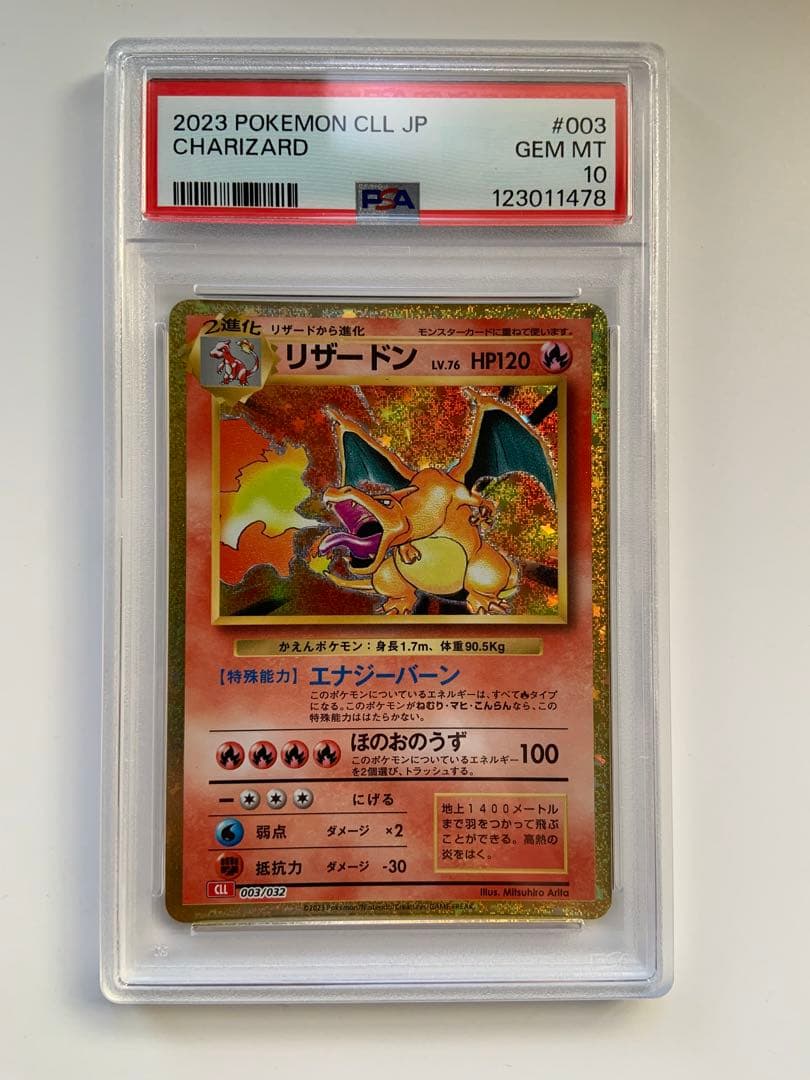 2023 POKEMON CLL JP #003
CHARIZARD GEM MT
10
PSA 123011478
2進化 リザードから進化 モンスターカードに重ねて使います。
リザードン LV.76 HP120
かえんポケモン：身長1.7m、体重90.5Kg
【特殊能力】エナジーバーン
このポケモンについているエネルギーは、すべてタイプ
になる。このポケモンがねむり・マヒ・こんらんなら、この
特殊能力ははたらかない。
ほのおのうず 100
このポケモンについているエネルギー
を2個選び、トラッシュする。
にげる
弱点 ダメージ ×2
抵抗力 ダメージ -30
地上1400メートル
まで羽をつかって飛ぶ
ことができる。高熱の
炎をはく。
CLL 003/032 Illus. Mitsuhiro Arita
©2023 Pokémon/Nintendo/Creatures/GAME FREAK